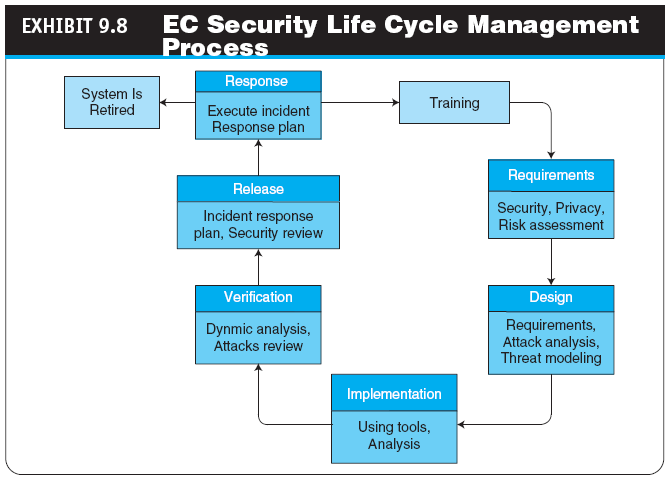 EXHIBIT 9.8
EC Security Life Cycle Management
Process
System Is
Retired
Response
Execute incident
Response plan
Training
Requirements
Security, Privacy,
Risk assessment
Design
Requirements,
Attack analysis,
Threat modeling
Implementation
Using tools,
Analysis
Verification
Dynmic analysis,
Attacks review
Release
Incident response
plan, Security review